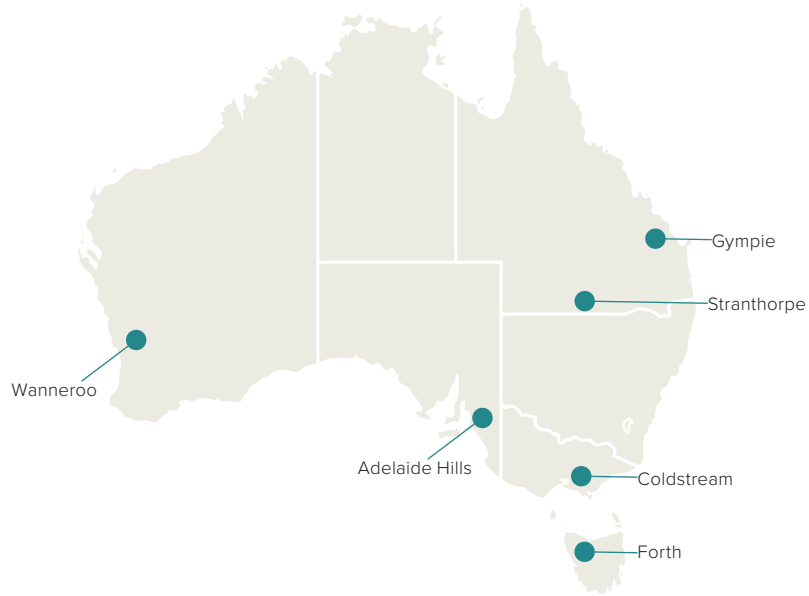 Gympie
Stranthorpe
Wanneroo
Adelaide Hills
Coldstream
Forth